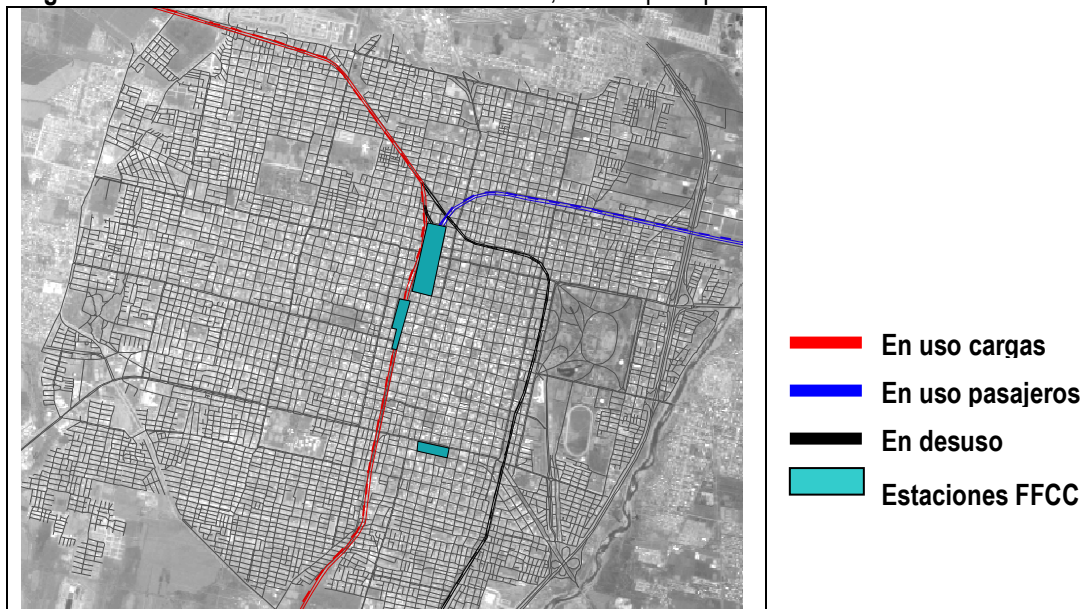 En uso cargas
En uso pasajeros
En desuso
Estaciones FFCC